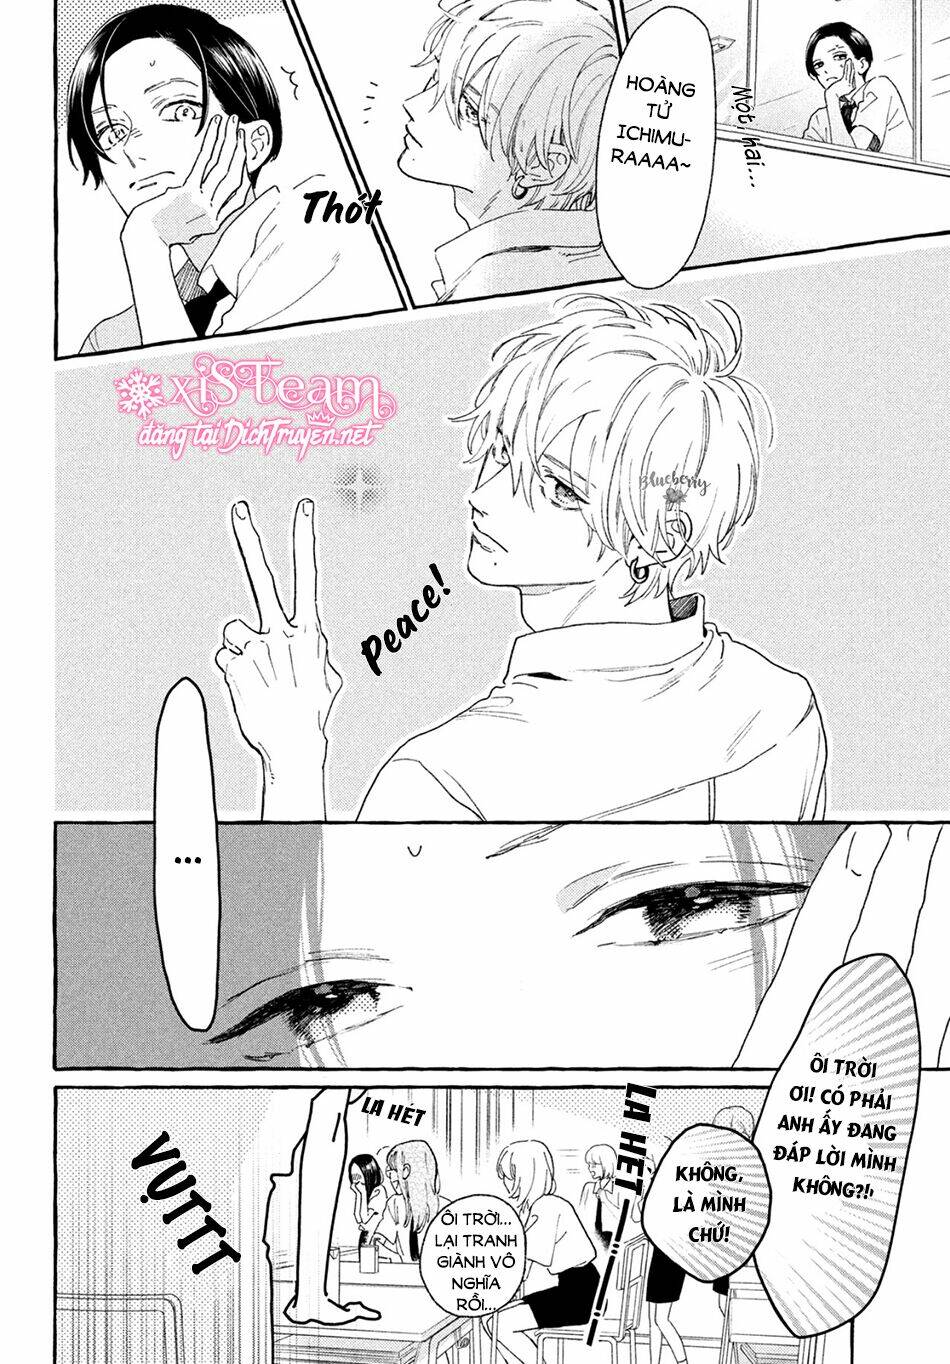 Một, hai...
HOÀNG
TỬ
ICHIMU-
RAAAA~
Thót
xiSTeam
đăng tại DichTruyen.net
Blueberry
Peace!
...
ÔI TRỜI
ƠI! CÓ PHẢI
ANH ẤY ĐANG
ĐÁP LỜI MÌNH
KHÔNG?!
LA HÉT
KHÔNG,
LÀ MÌNH
CHỨ!
LA HÉT
ÔI TRỜI...
LẠI TRANH
GIÀNH VÔ
NGHĨA
RỒI...
VỤTTT